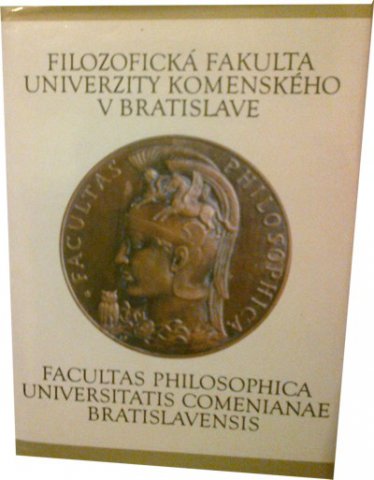 FILOZOFICKÁ FAKULTA
UNIVERZITY KOMENSKÉHO
V BRATISLAVE
FACULTAS PHILOSOPHICA
FACULTAS PHILOSOPHICA
UNIVERSITATIS COMENIANAE
BRATISLAVENSIS